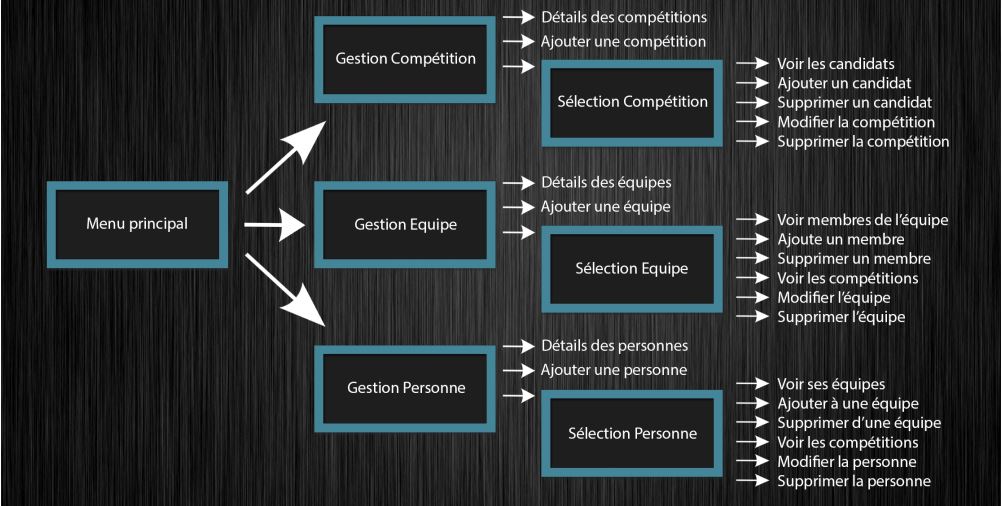 Menu principal
Gestion Compétition
Détails des compétitions
Ajouter une compétition
Sélection Compétition
Voir les candidats
Ajouter un candidat
Supprimer un candidat
Modifier la compétition
Supprimer la compétition
Gestion Equipe
Détails des équipes
Ajouter une équipe
Sélection Equipe
Voir membres de l'équipe
Ajoute un membre
Supprimer un membre
Voir les compétitions
Modifier l'équipe
Supprimer l'équipe
Gestion Personne
Détails des personnes
Ajouter une personne
Sélection Personne
Voir ses équipes
Ajouter à une équipe
Supprimer d'une équipe
Voir les compétitions
Modifier la personne
Supprimer la personne